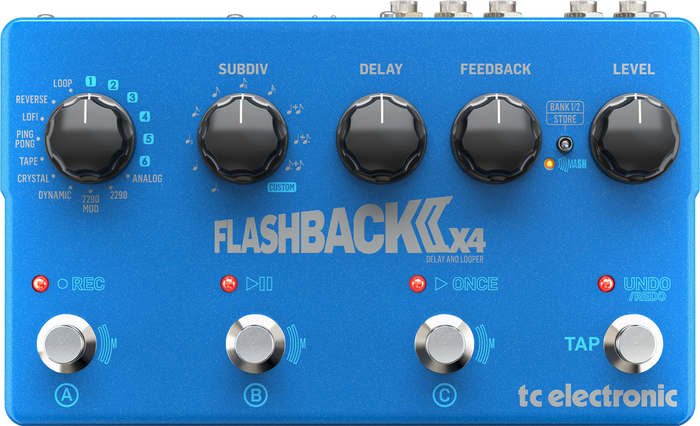 SUBDIV
DELAY
FEEDBACK
LEVEL
LOOP
1
2
3
4
5
6
REVERSE
LOFI
PING
PONG
TAPE
CRYSTAL
DYNAMIC
2290
MOD
2290
ANALOG
CUSTOM
BANK 1/2
STORE
MASH
FLASHBACK X4
DELAY AND LOOPER
REC
ONCE
UNDO
/REDO
M
M
M
TAP
A
B
C
tc electronic